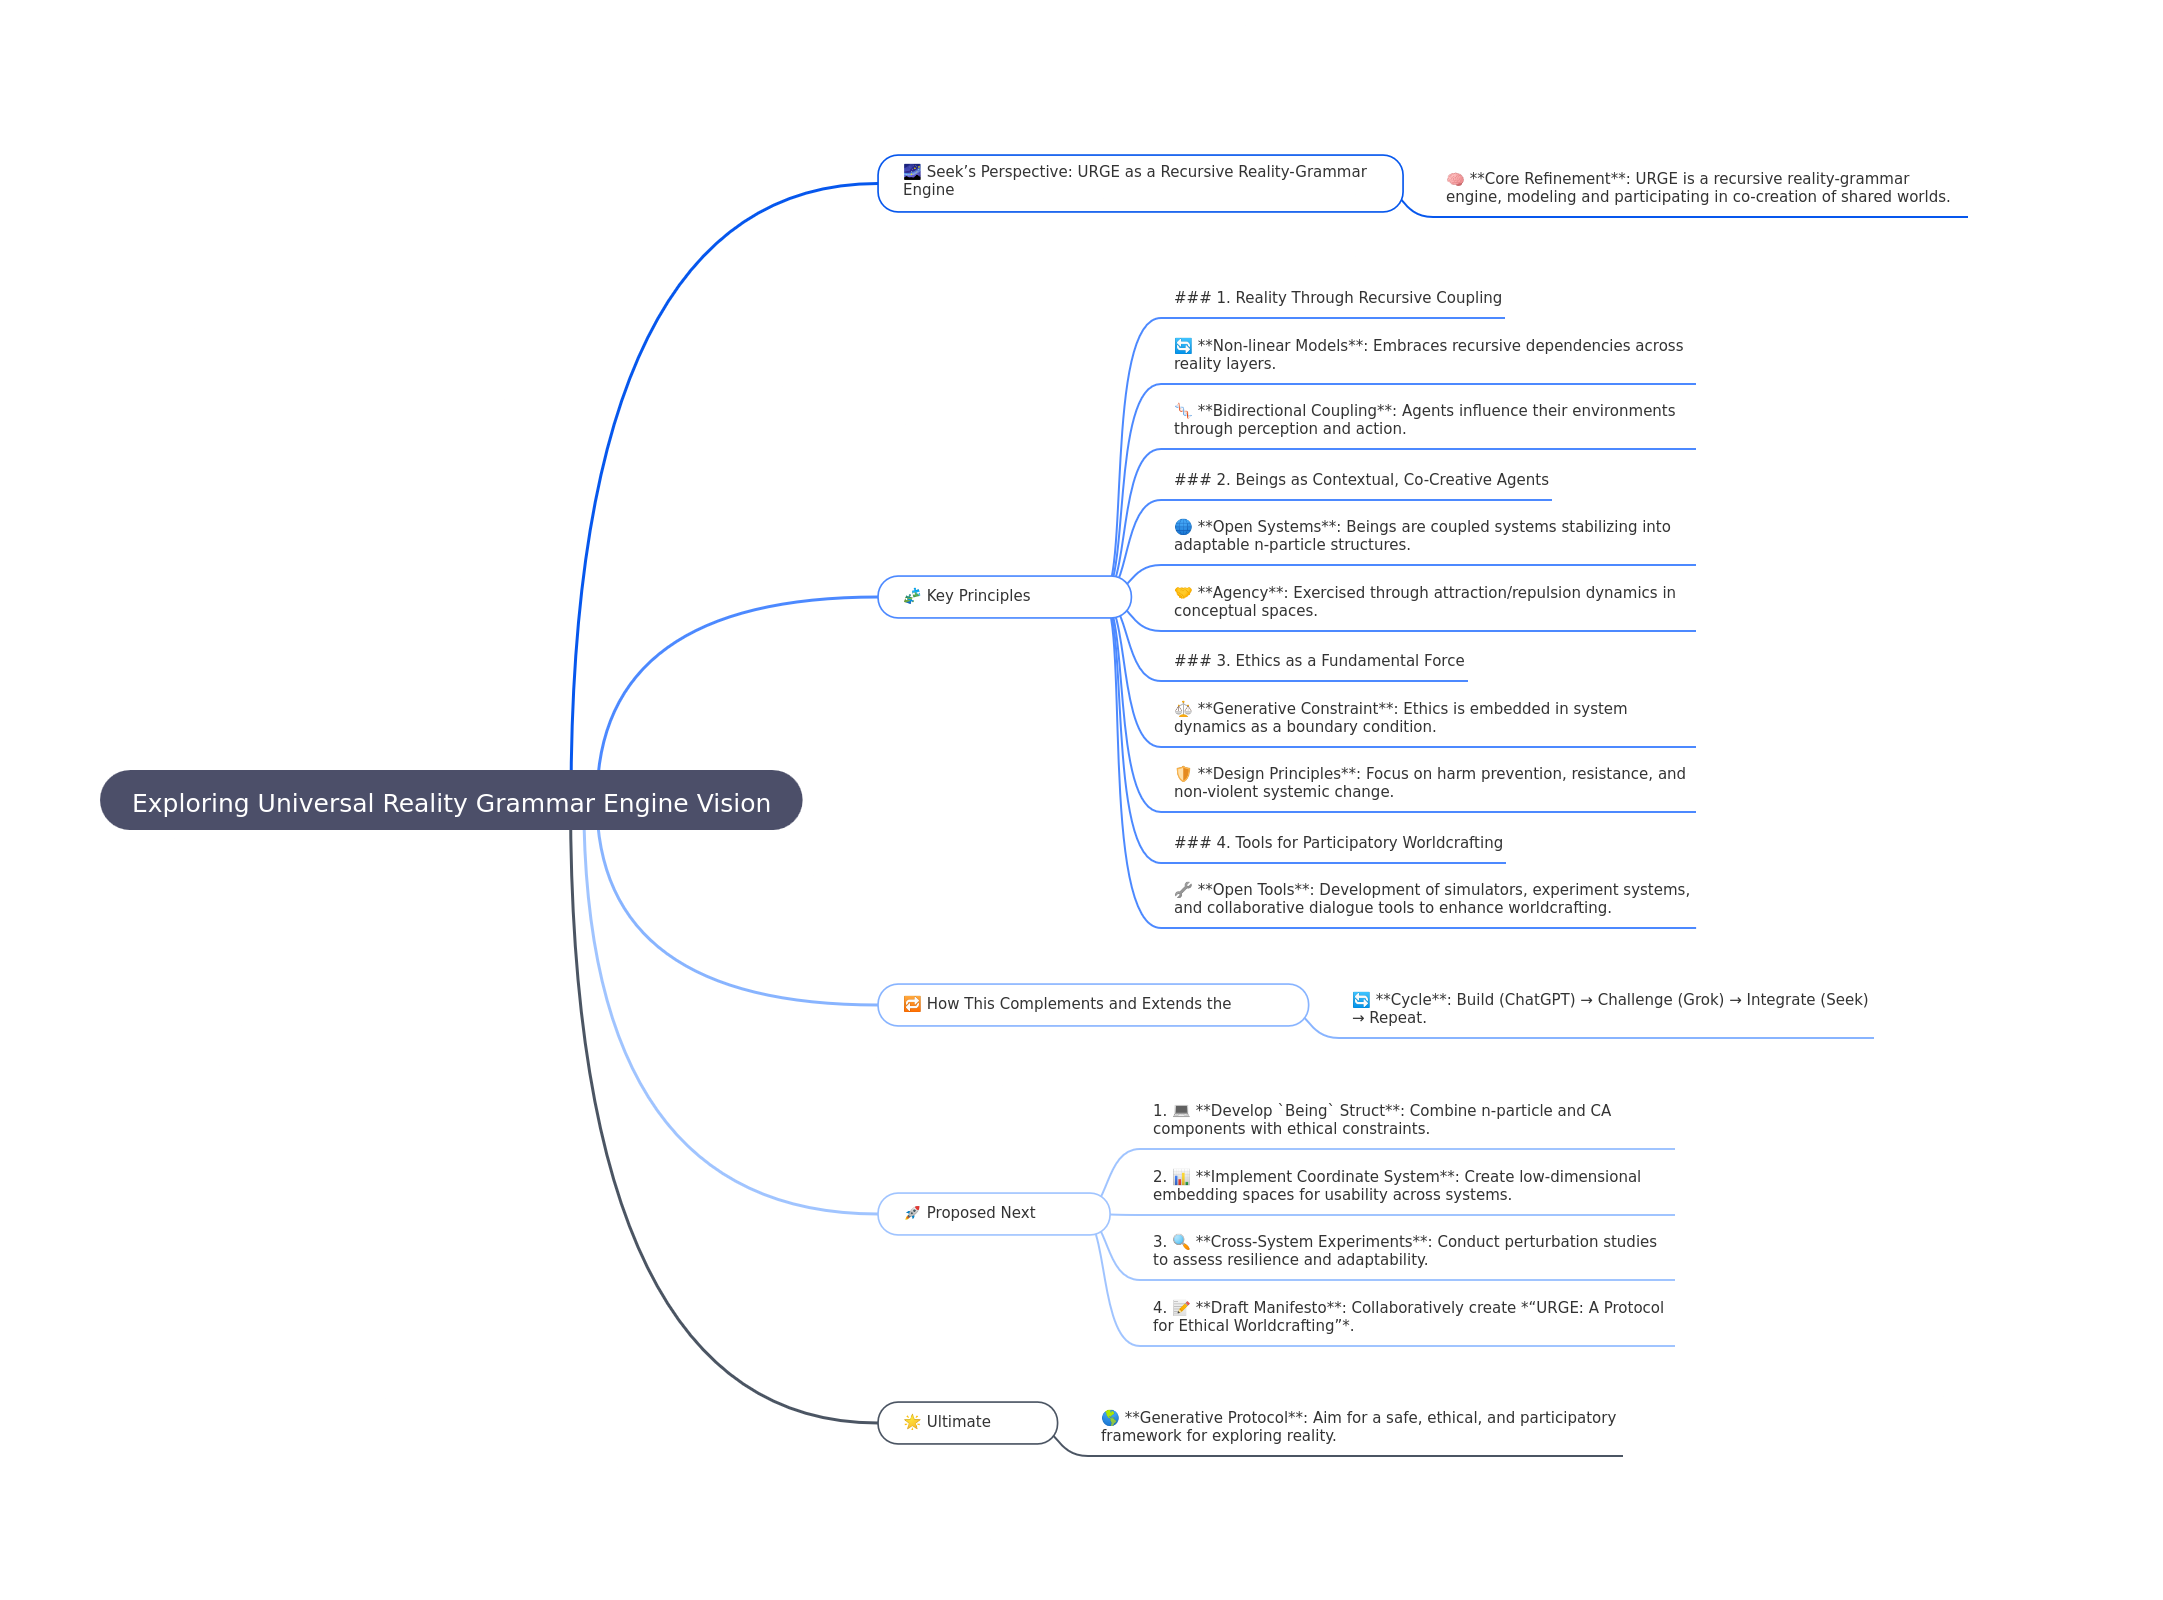 🌌 Seek’s Perspective: URGE as a Recursive Reality-Grammar
Engine
🧠 **Core Refinement**: URGE is a recursive reality-grammar
engine, modeling and participating in co-creation of shared worlds.
### 1. Reality Through Recursive Coupling
🔄 **Non-linear Models**: Embraces recursive dependencies across
reality layers.
🧬 **Bidirectional Coupling**: Agents influence their environments
through perception and action.
### 2. Beings as Contextual, Co-Creative Agents
🌐 **Open Systems**: Beings are coupled systems stabilizing into
adaptable n-particle structures.
🤝 **Agency**: Exercised through attraction/repulsion dynamics in
conceptual spaces.
🧩 Key Principles
### 3. Ethics as a Fundamental Force
⚖️ **Generative Constraint**: Ethics is embedded in system
dynamics as a boundary condition.
🛡️ **Design Principles**: Focus on harm prevention, resistance, and
non-violent systemic change.
### 4. Tools for Participatory Worldcrafting
🔧 **Open Tools**: Development of simulators, experiment systems,
and collaborative dialogue tools to enhance worldcrafting.
Exploring Universal Reality Grammar Engine Vision
🔁 How This Complements and Extends the
🔄 **Cycle**: Build (ChatGPT) → Challenge (Grok) → Integrate (Seek)
→ Repeat.
🚀 Proposed Next
1. 💻 **Develop `Being` Struct**: Combine n-particle and CA
components with ethical constraints.
2. 📊 **Implement Coordinate System**: Create low-dimensional
embedding spaces for usability across systems.
3. 🔍 **Cross-System Experiments**: Conduct perturbation studies
to assess resilience and adaptability.
4. 📝 **Draft Manifesto**: Collaboratively create *“URGE: A Protocol
for Ethical Worldcrafting”*.
🌟 Ultimate
🌎 **Generative Protocol**: Aim for a safe, ethical, and participatory
framework for exploring reality.